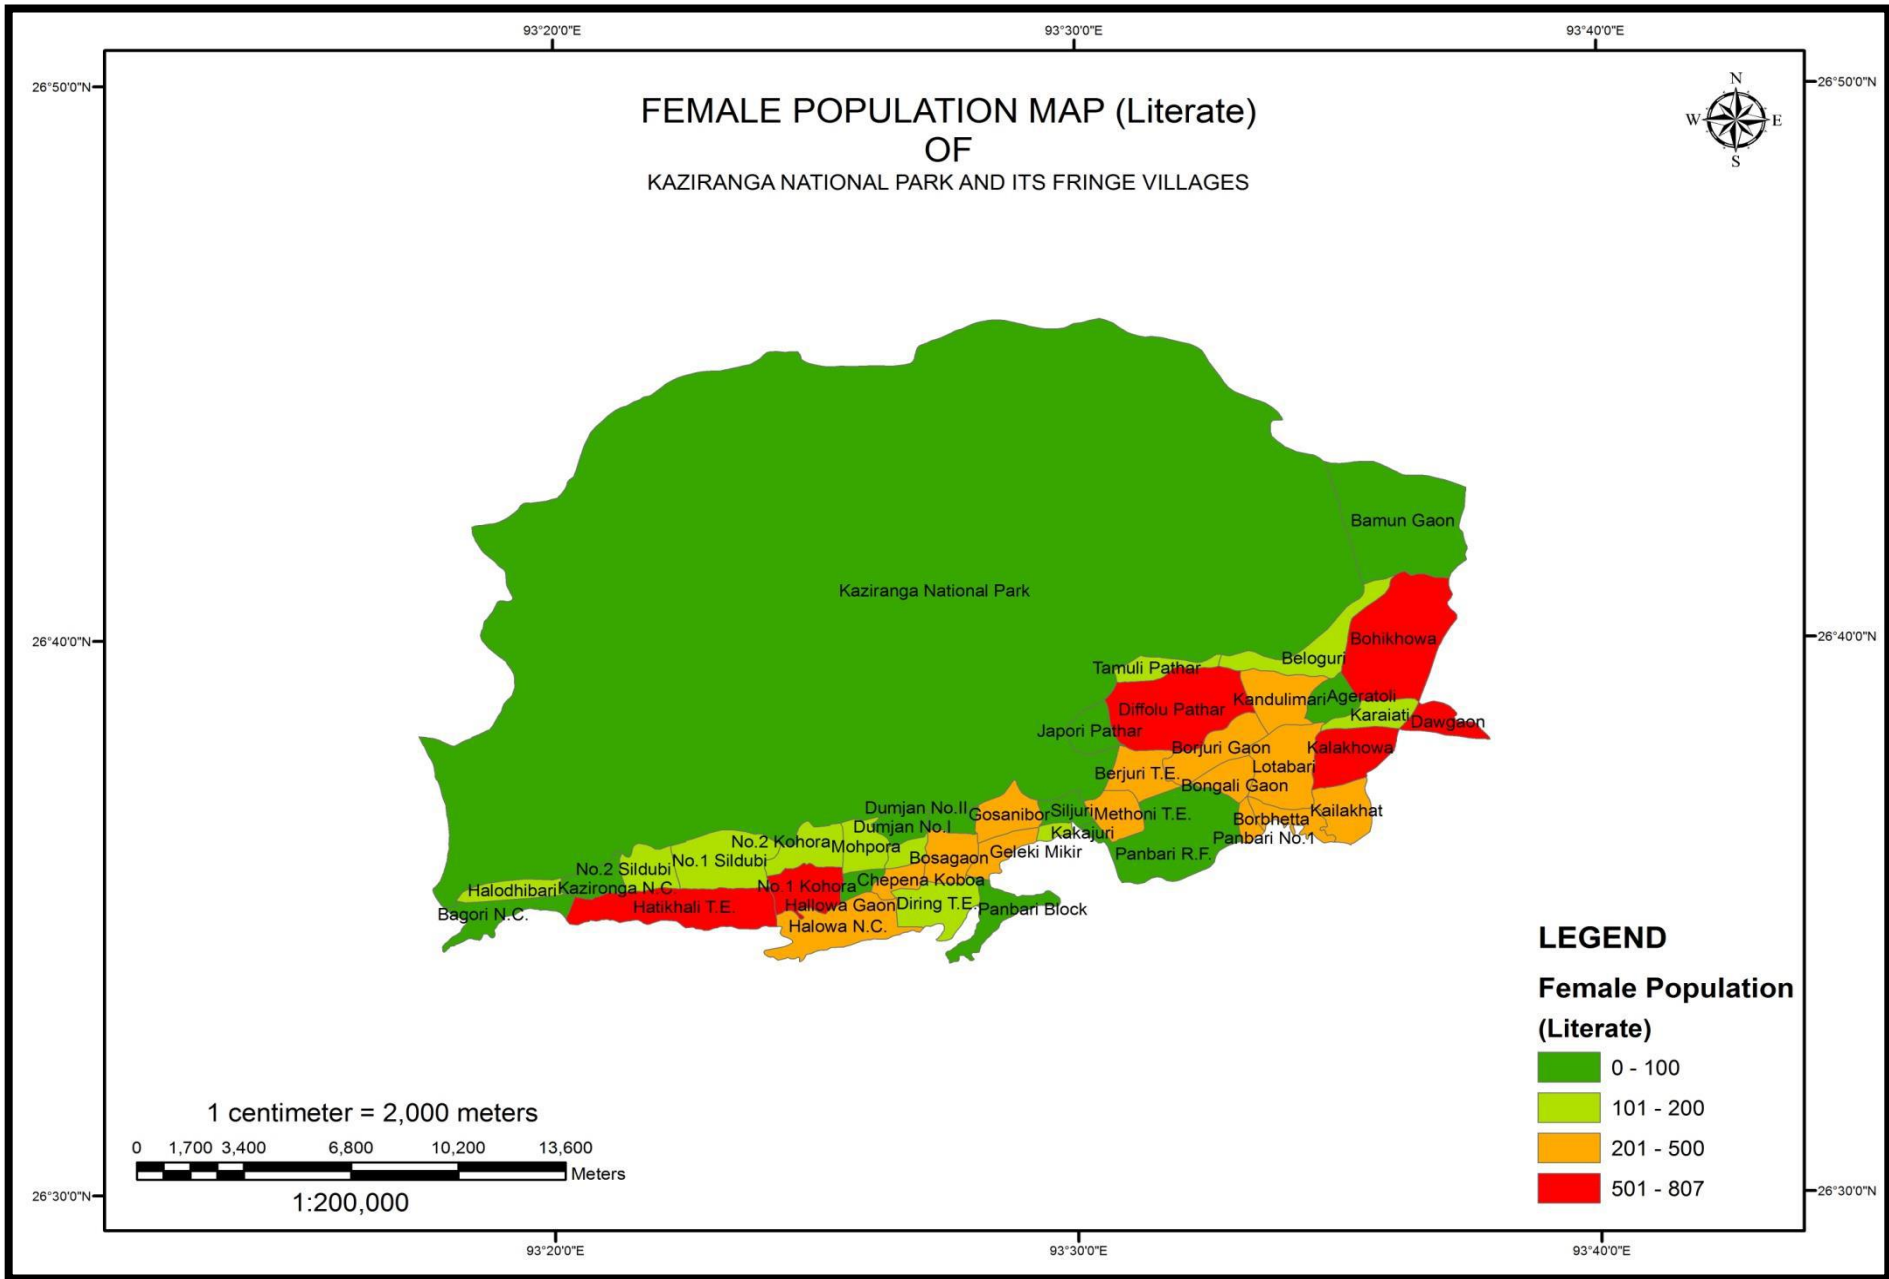 93°20'0"E
93°30'0"E
93°40'0"E
26°50'0"N
26°50'0"N
FEMALE POPULATION MAP (Literate)
OF
KAZIRANGA NATIONAL PARK AND ITS FRINGE VILLAGES
N
W
E
S
Bamun Gaon
Kaziranga National Park
26°40'0"N
26°40'0"N
Bohikhowa
Beloguri
Tamuli Pathar
Ageratoli
Kandulimari
Diffolu Pathar
Karaiati
Dawgaon
Japori Pathar
Borjuri Gaon
Kalakhowa
Lotabari
Berjuri T.E.
Bongali Gaon
Dumjan No.II
Siljuri
Kailakhat
Gosanibor
Methoni T.E.
Borbhetta
Dumjan No.I
Kakajuri
Panbari No.1
No.2 Kohora
Mohpora
Geleki Mikir
Panbari R.F.
Bosagaon
No.1 Sildubi
No.2 Sildubi
Chepena Koboa
No.1 Kohora
Kazironga N.C.
Halodhibari
Hallowa Gaon
Diring T.E.
Hatikhali T.E.
Panbari Block
Bagori N.C.
Halowa N.C.
LEGEND
Female Population
(Literate)
0 - 100
101 - 200
201 - 500
501 - 807
1 centimeter = 2,000 meters
0 1,700 3,400 6,800 10,200 13,600
Meters
1:200,000
26°30'0"N
26°30'0"N
93°20'0"E
93°30'0"E
93°40'0"E